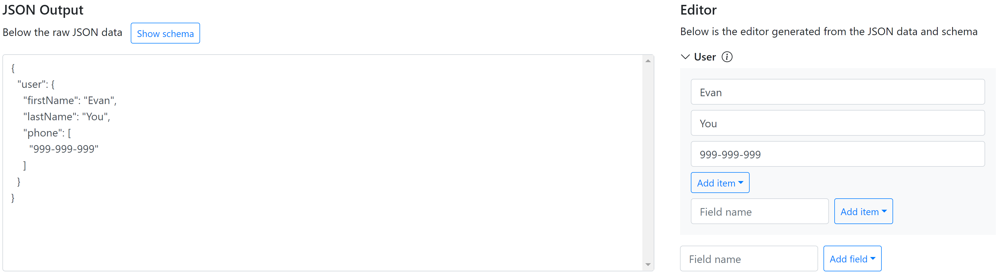 JSON Output
Below the raw JSON data
Show schema
{
"user": {
"firstName": "Evan",
"lastName": "You",
"phone": [
"999-999-999"
]
}
}
Editor
Below is the editor generated from the JSON data and schema
User
Evan
You
999-999-999
Add item
Field name Add item
Field name Add field